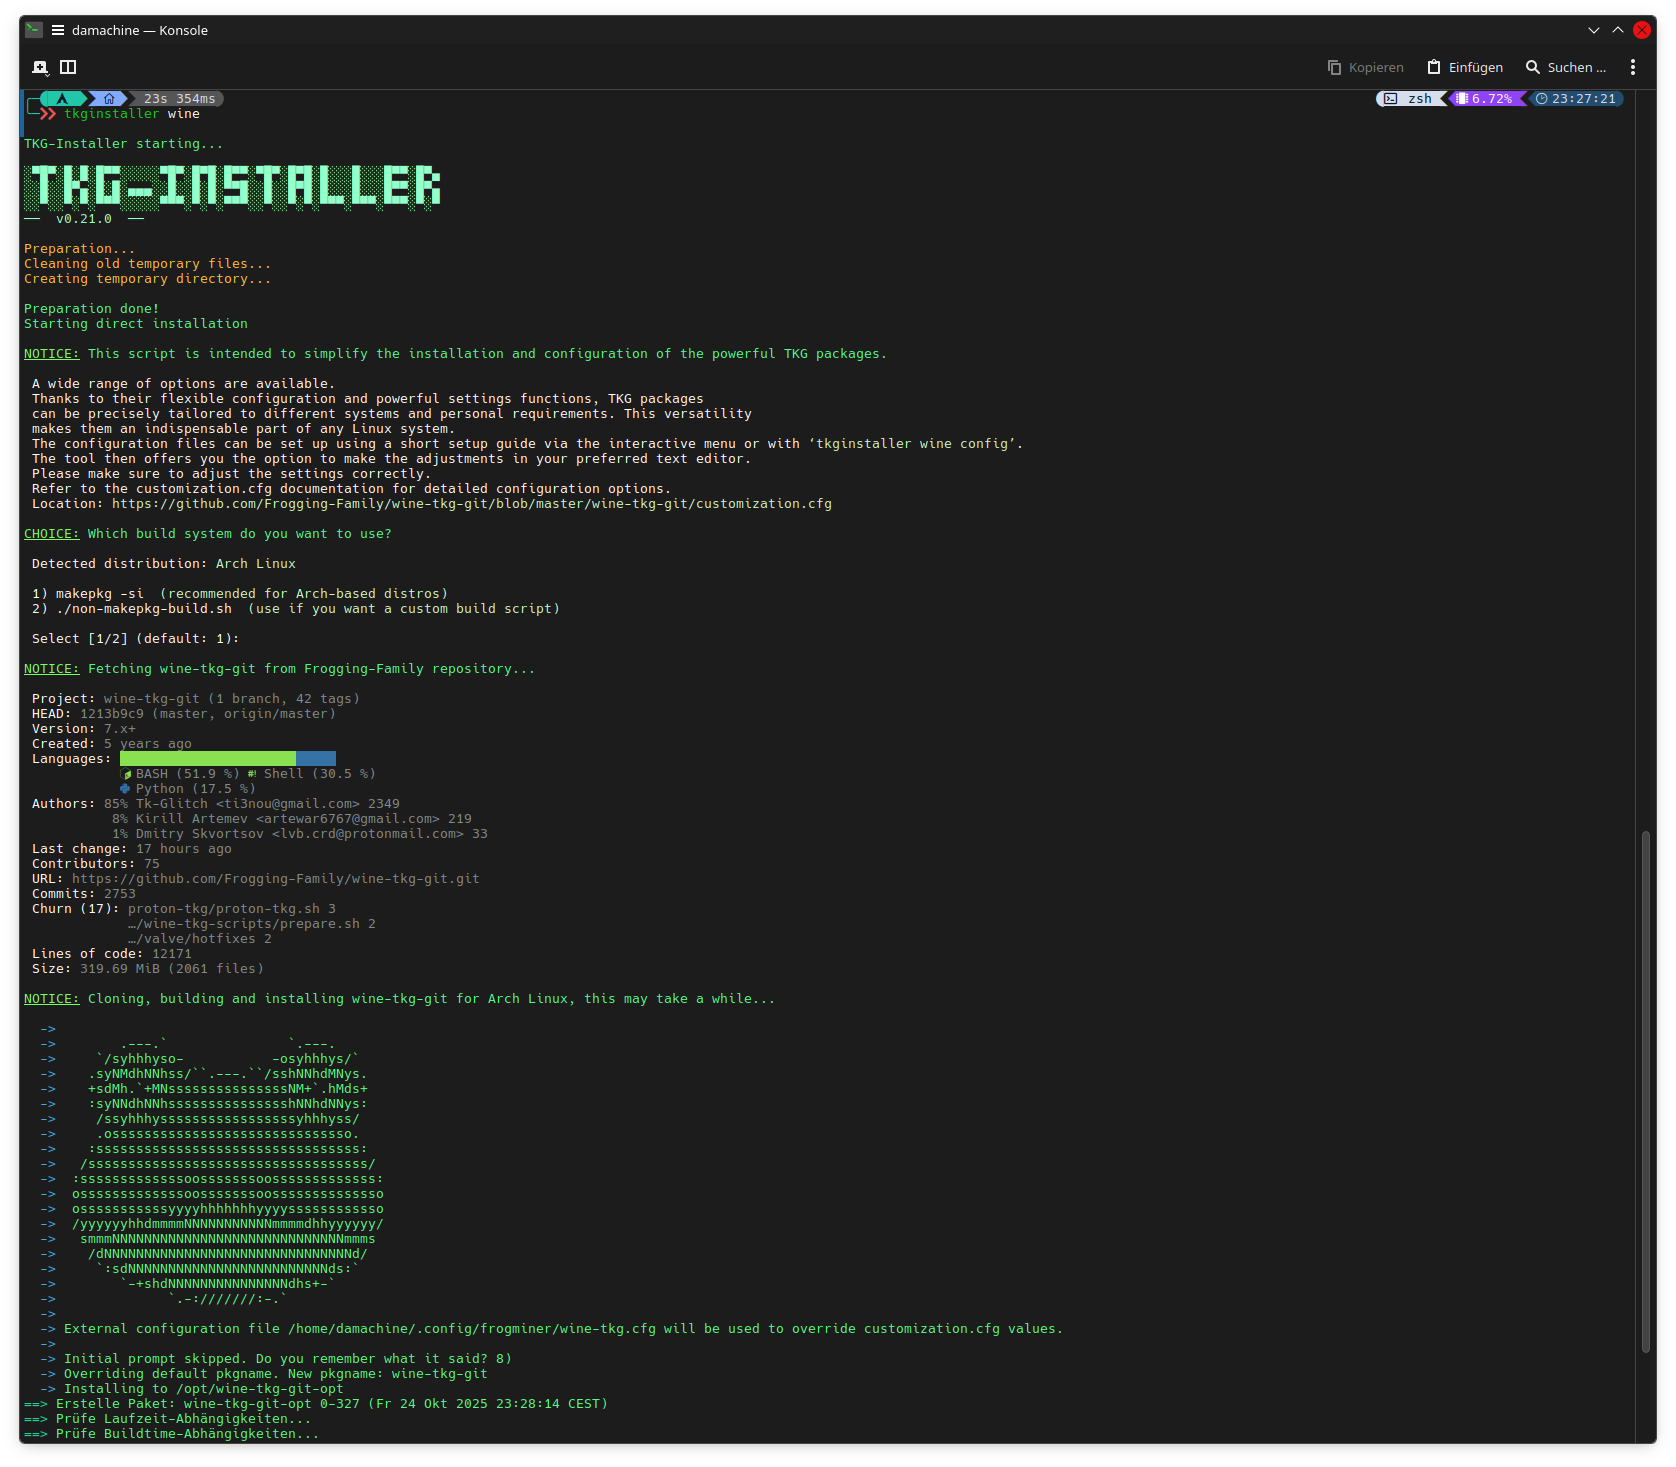 damachine — Konsole
Kopieren Einfügen Suchen ...
23s 354ms zsh 6.72% 23:27:21
tkginstaller wine
TKG-Installer starting...
TKG-INSTALLER
── v0.21.0 ──
Preparation...
Cleaning old temporary files...
Creating temporary directory...
Preparation done!
Starting direct installation
NOTICE: This script is intended to simplify the installation and configuration of the powerful TKG packages.
A wide range of options are available.
Thanks to their flexible configuration and powerful settings functions, TKG packages
can be precisely tailored to different systems and personal requirements. This versatility
makes them an indispensable part of any Linux system.
The configuration files can be set up using a short setup guide via the interactive menu or with ‘tkginstaller wine config’.
The tool then offers you the option to make the adjustments in your preferred text editor.
Please make sure to adjust the settings correctly.
Refer to the customization.cfg documentation for detailed configuration options.
Location: https://github.com/Frogging-Family/wine-tkg-git/blob/master/wine-tkg-git/customization.cfg
CHOICE: Which build system do you want to use?
Detected distribution: Arch Linux
1) makepkg -si  (recommended for Arch-based distros)
2) ./non-makepkg-build.sh  (use if you want a custom build script)
Select [1/2] (default: 1):
NOTICE: Fetching wine-tkg-git from Frogging-Family repository...
Project: wine-tkg-git (1 branch, 42 tags)
HEAD: 1213b9c9 (master, origin/master)
Version: 7.x+
Created: 5 years ago
Languages:
BASH (51.9 %) #! Shell (30.5 %)
Python (17.5 %)
Authors: 85% Tk-Glitch <ti3nou@gmail.com> 2349
8% Kirill Artemev <artewar6767@gmail.com> 219
1% Dmitry Skvortsov <lvb.crd@protonmail.com> 33
Last change: 17 hours ago
Contributors: 75
URL: https://github.com/Frogging-Family/wine-tkg-git.git
Commits: 2753
Churn (17): proton-tkg/proton-tkg.sh 3
…/wine-tkg-scripts/prepare.sh 2
…/valve/hotfixes 2
Lines of code: 12171
Size: 319.69 MiB (2061 files)
NOTICE: Cloning, building and installing wine-tkg-git for Arch Linux, this may take a while...
->
->        .---.`               `.---.
->     `/syhhhyso-           -osyhhhys/`
->    .syNMdhNNhss/``.---.``/sshNNhdMNys.
->    +sdMh.`+MNsssssssssssssssNM+`.hMds+
->    :syNNdhNNhssssssssssssssshNNhdNNys:
->     /ssyhhhysssssssssssssssssyhhhyss/
->     .ossssssssssssssssssssssssssssso.
->    :sssssssssssssssssssssssssssssssss:
->   /sssssssssssssssssssssssssssssssssss/
->  :sssssssssssssoosssssssoosssssssssssss:
->  osssssssssssssoosssssssoossssssssssssso
->  osssssssssssyyyyhhhhhhhyyyyssssssssssso
->  /yyyyyyhhdmmmmNNNNNNNNNNNmmmmdhhyyyyyy/
->   smmmNNNNNNNNNNNNNNNNNNNNNNNNNNNNNmmms
->    /dNNNNNNNNNNNNNNNNNNNNNNNNNNNNNNNd/
->     `:sdNNNNNNNNNNNNNNNNNNNNNNNNNds:`
->        `-+shdNNNNNNNNNNNNNNNdhs+-`
->              `.-:///////:-.`
->
-> External configuration file /home/damachine/.config/frogminer/wine-tkg.cfg will be used to override customization.cfg values.
->
-> Initial prompt skipped. Do you remember what it said? 8)
-> Overriding default pkgname. New pkgname: wine-tkg-git
-> Installing to /opt/wine-tkg-git-opt
==> Erstelle Paket: wine-tkg-git-opt 0-327 (Fr 24 Okt 2025 23:28:14 CEST)
==> Prüfe Laufzeit-Abhängigkeiten...
==> Prüfe Buildtime-Abhängigkeiten...